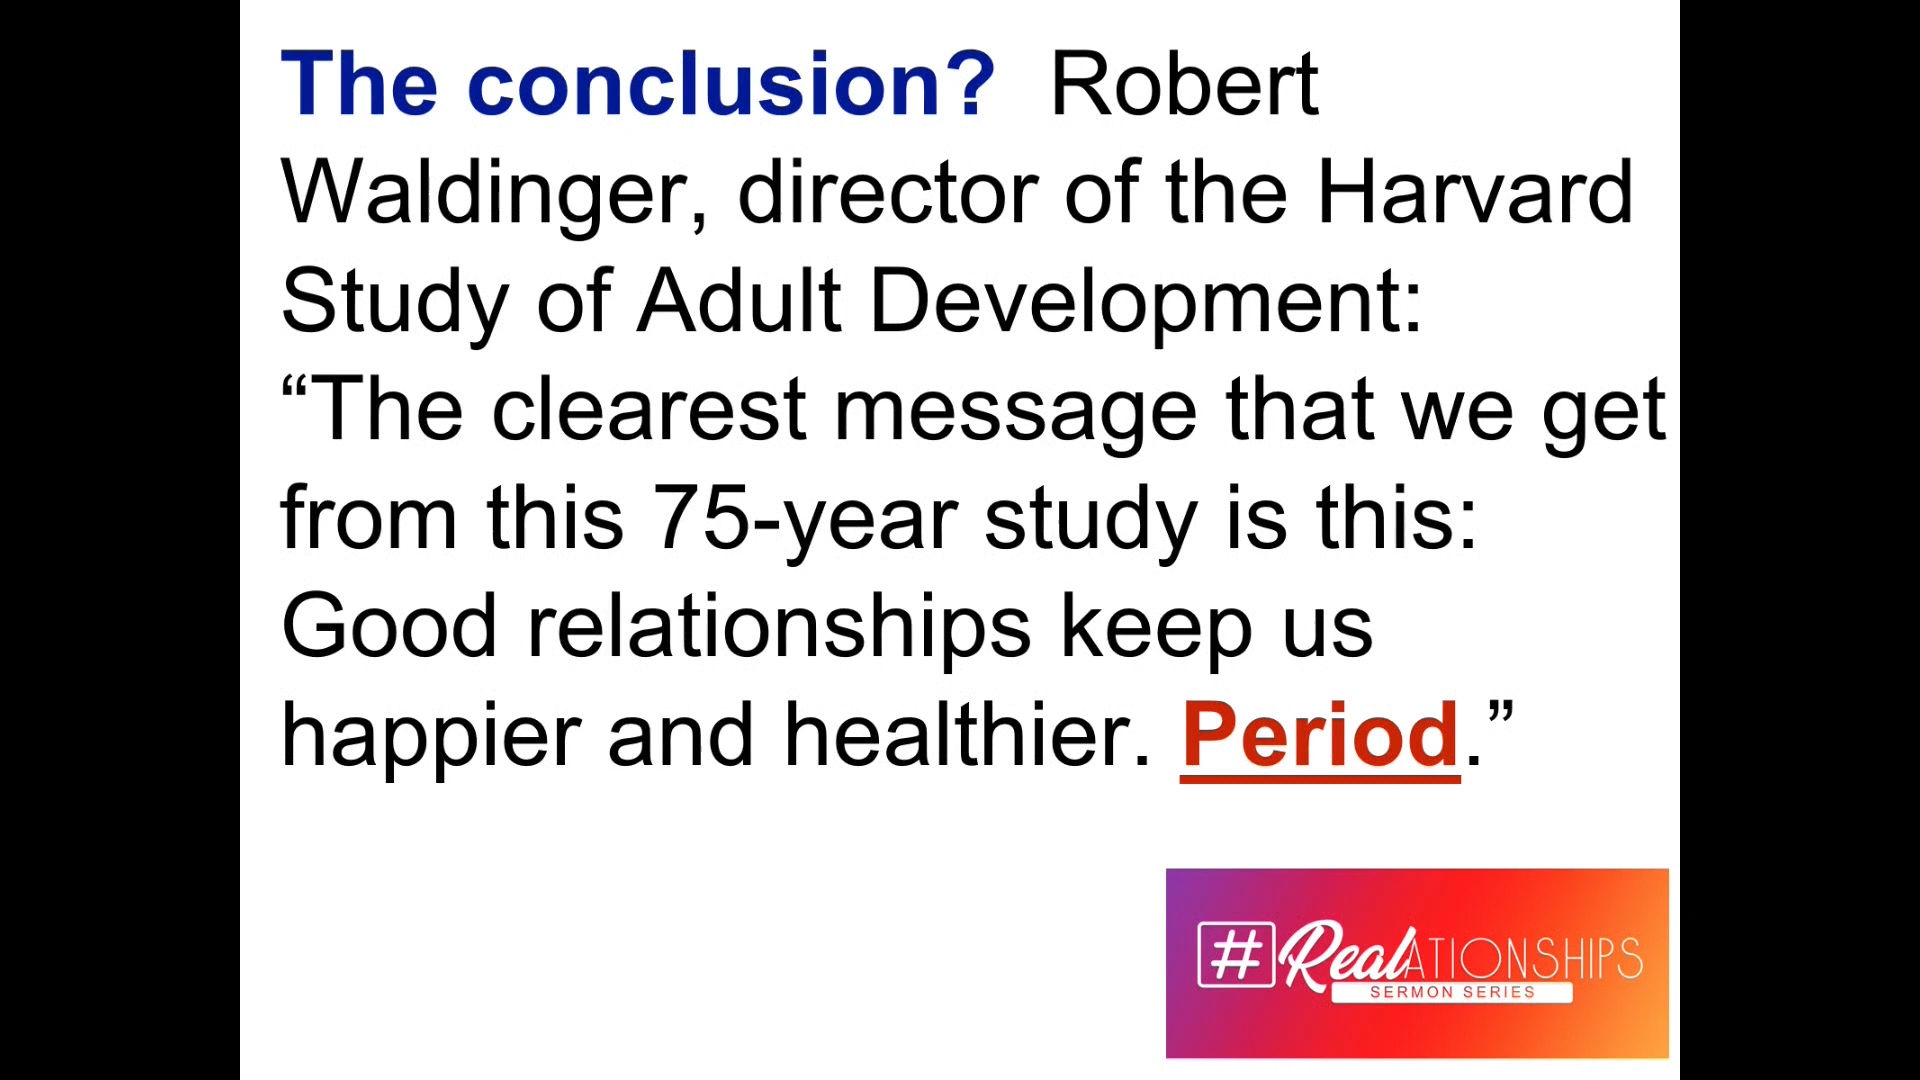 The conclusion? Robert
Waldinger, director of the Harvard
Study of Adult Development:
“The clearest message that we get
from this 75-year study is this:
Good relationships keep us
happier and healthier. Period.”
#RealATIONSHIPS
SERMON SERIES